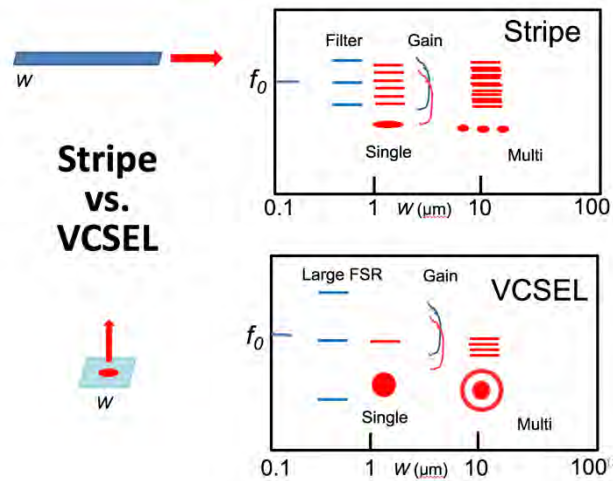 w
Stripe
vs.
VCSEL
w
Stripe
Filter
Gain
f0
Single
Multi
0.1
1
w (µm)
10
100
VCSEL
Large FSR
Gain
f0
Single
Multi
0.1
1
w (µm)
10
100